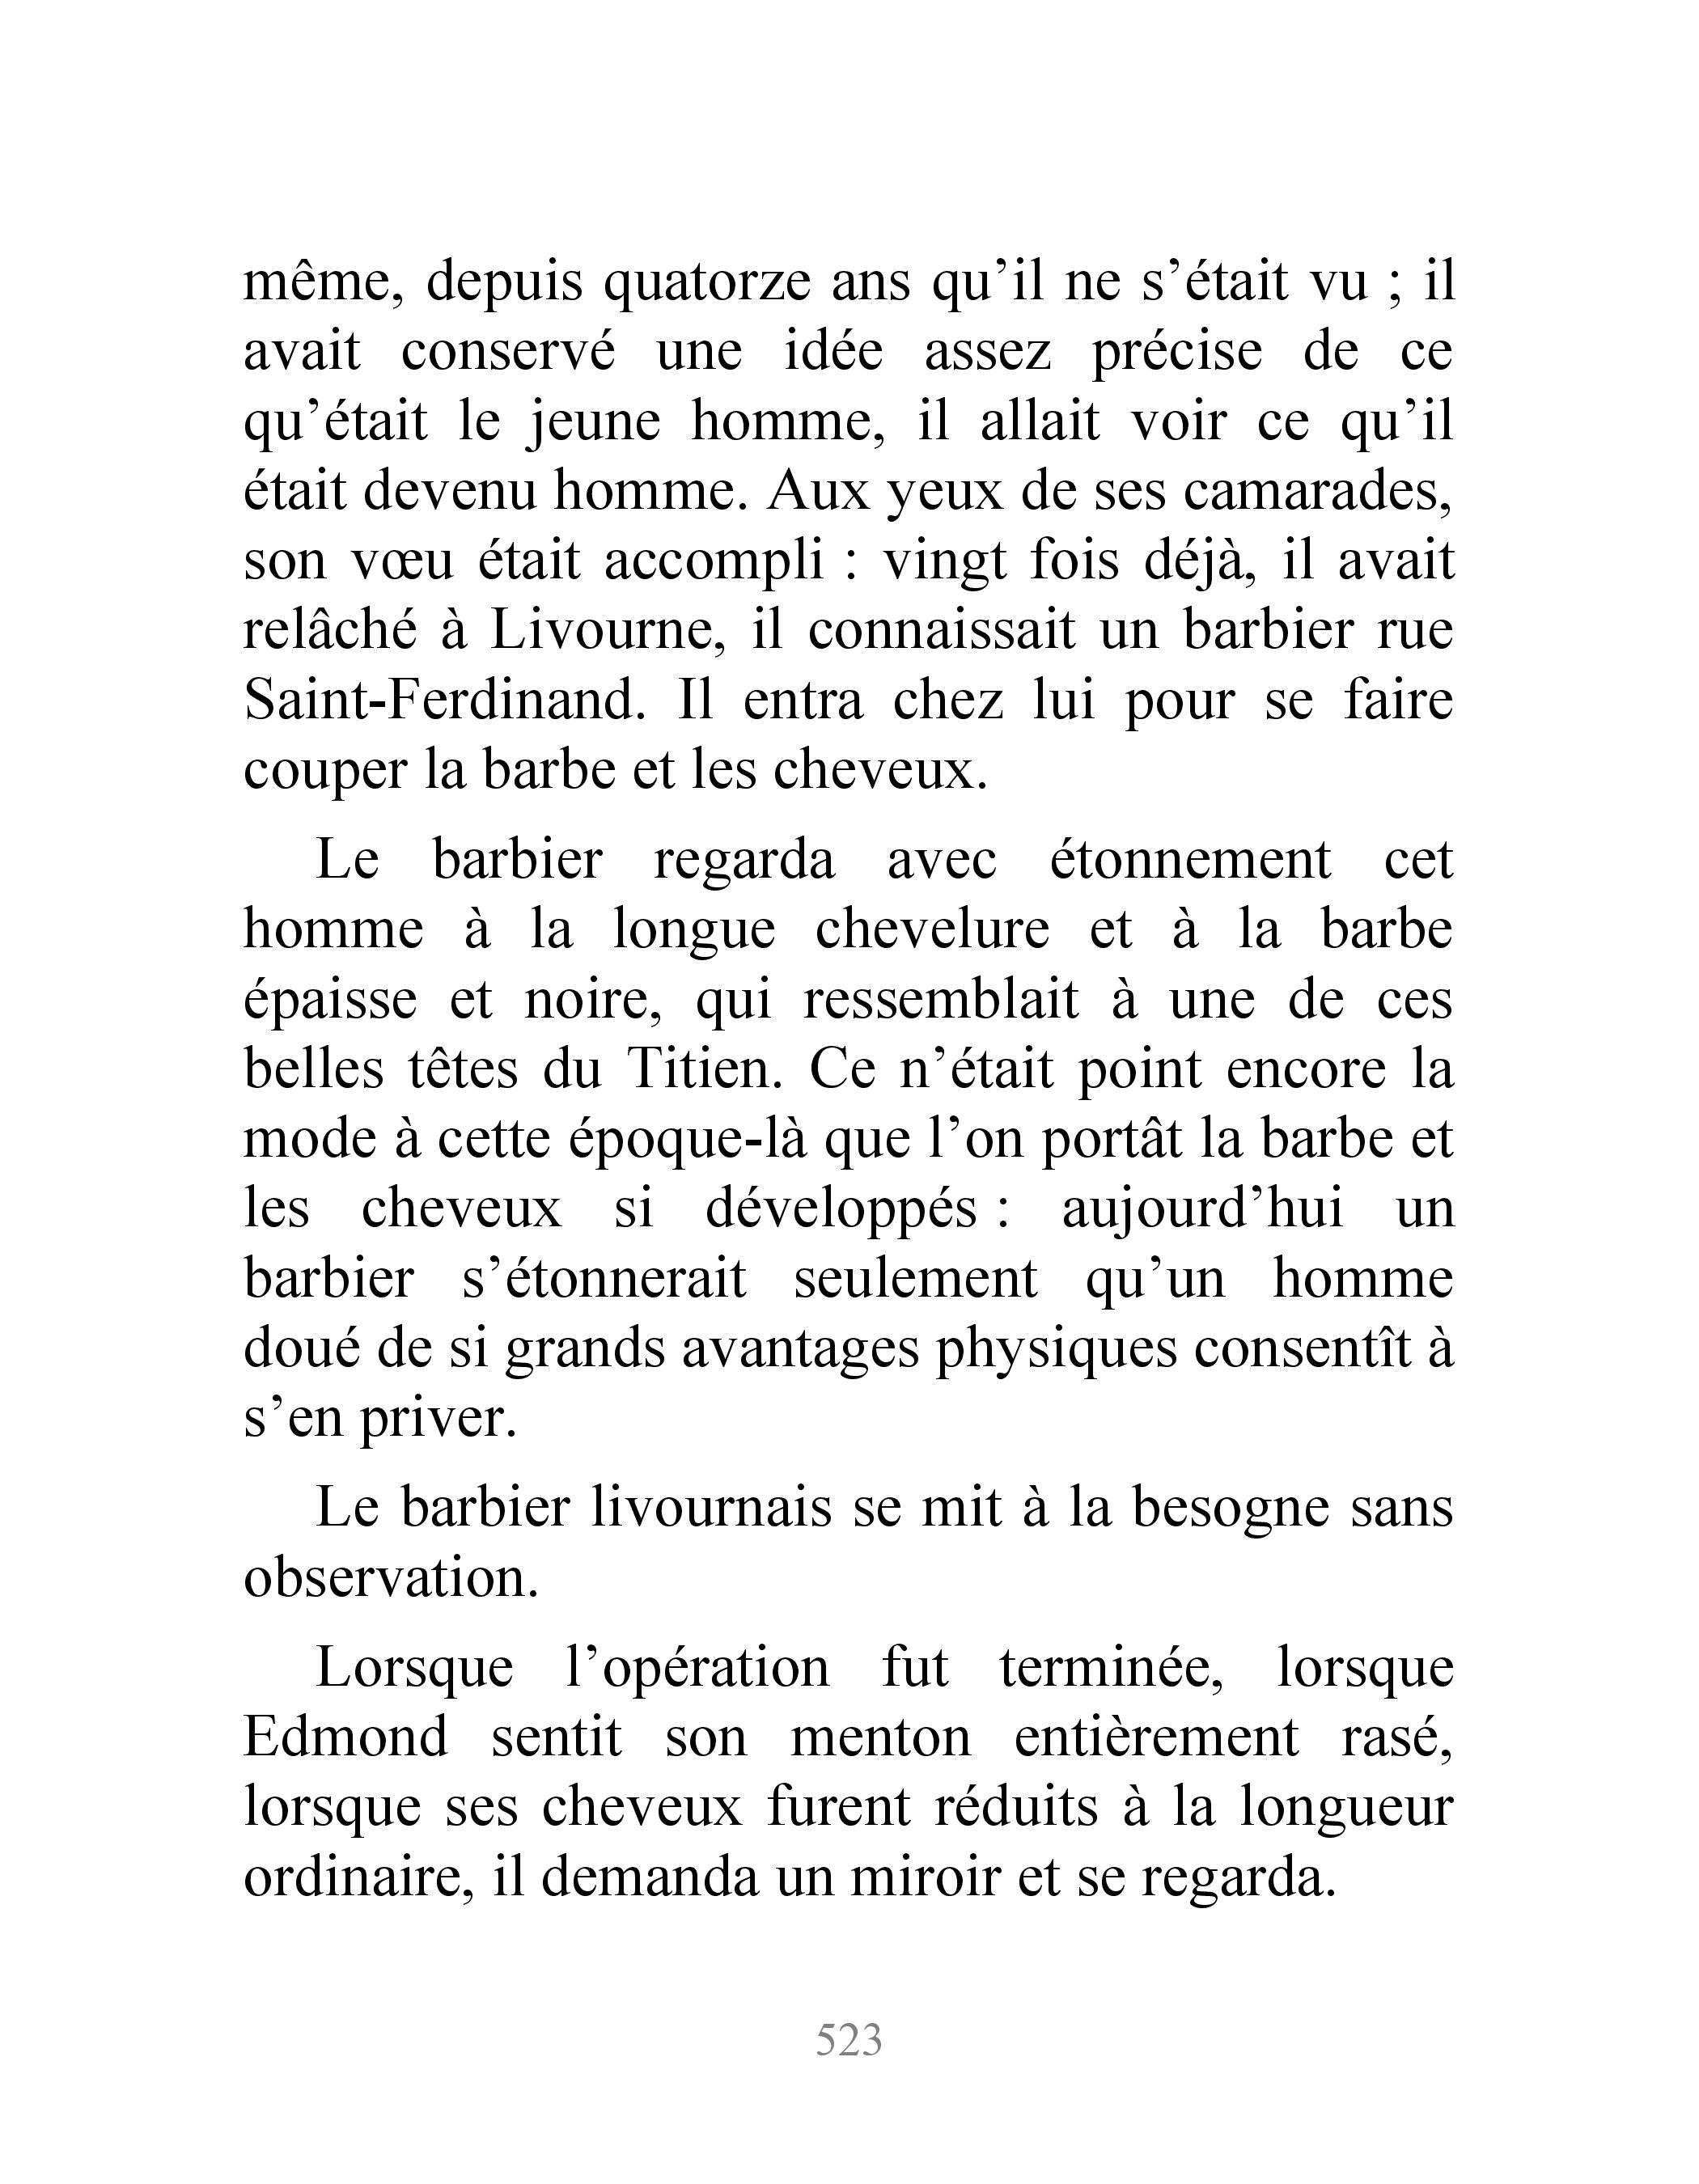 même, depuis quatorze ans qu’il ne s’était vu ; il
avait conservé une idée assez précise de ce
qu’était le jeune homme, il allait voir ce qu’il
était devenu homme. Aux yeux de ses camarades,
son vœu était accompli : vingt fois déjà, il avait
relâché à Livourne, il connaissait un barbier rue
Saint-Ferdinand. Il entra chez lui pour se faire
couper la barbe et les cheveux.
Le barbier regarda avec étonnement cet
homme à la longue chevelure et à la barbe
épaisse et noire, qui ressemblait à une de ces
belles têtes du Titien. Ce n’était point encore la
mode à cette époque-là que l’on portât la barbe et
les cheveux si développés : aujourd’hui un
barbier s’étonnerait seulement qu’un homme
doué de si grands avantages physiques consentît à
s’en priver.
Le barbier livournais se mit à la besogne sans
observation.
Lorsque l’opération fut terminée, lorsque
Edmond sentit son menton entièrement rasé,
lorsque ses cheveux furent réduits à la longueur
ordinaire, il demanda un miroir et se regarda.
523